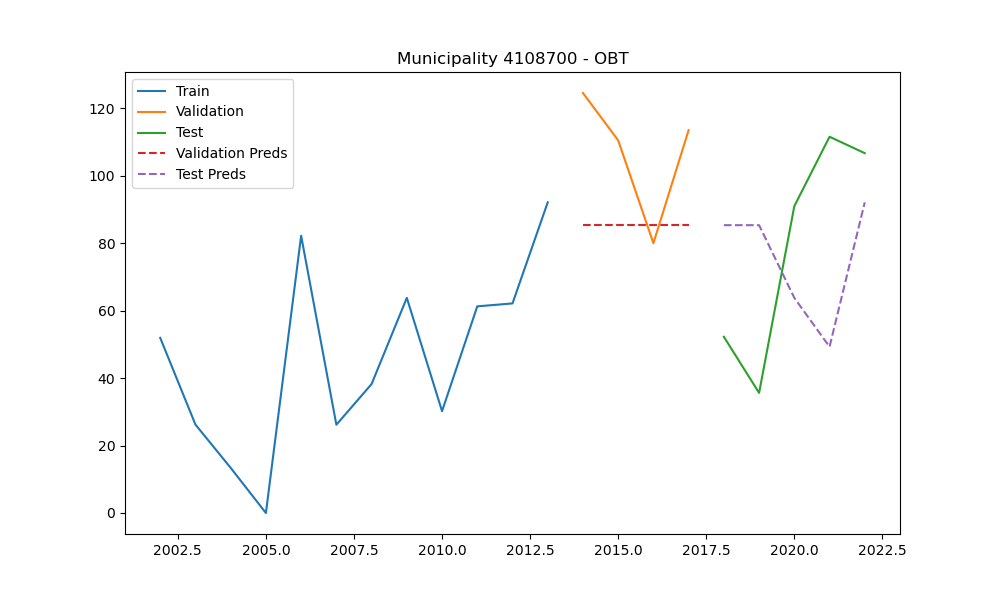 Municipality 4108700 - OBT
Train
Validation
Test
Validation Preds
Test Preds
120
100
80
60
40
20
0
2002.5 2005.0 2007.5 2010.0 2012.5 2015.0 2017.5 2020.0 2022.5